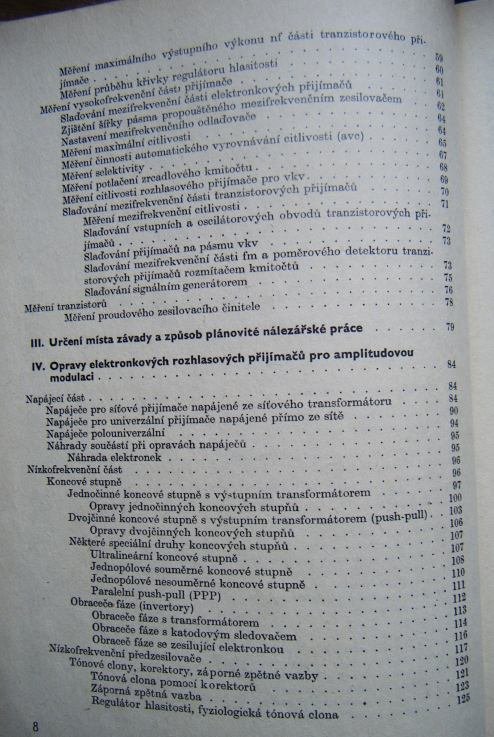 Měření maximálního výstupního výkonu nf části tranzistorového při-
jímače . . . 59
Měření průběhu křivky regulátoru hlasitosti . . . 60
Měření vysokofrekvenční části přijímače . . . 61
Slaďování mezifrekvenční části elektronkových přijímačů . . . 61
Zjištění šířky pásma propouštěného mezifrekvenčním zesilovačem . . . 62
Nastavení mezifrekvenčního odlaďovače . . . 64
Měření maximální citlivosti . . . 64
Měření činnosti automatického vyrovnávání citlivosti (avc) . . . 65
Měření selektivity . . . 67
Měření potlačení zrcadlového kmitočtu . . . 68
Měření citlivosti rozhlasového přijímače pro vkv . . . 69
Slaďování mezifrekvenční části tranzistorových přijímačů . . . 70
Měření mezifrekvenční citlivosti . . . 71
Slaďování vstupních a oscilátorových obvodů tranzistorových při-
jímačů . . . 72
Slaďování přijímačů na pásmu vkv . . . 73
Slaďování mezifrekvenční části fm a poměrového detektoru tranzi-
storových přijímačů rozmítačem kmitočtů . . . 73
Slaďování signálním generátorem . . . 75
Měření tranzistorů . . . 76
Měření proudového zesilovacího činitele . . . 78
III. Určení místa závady a způsob plánovité nálezářské práce . . . 79
IV. Opravy elektronkových rozhlasových přijímačů pro amplitudovou
modulaci . . . 84
Napájecí část . . . 84
Napáječe pro síťové přijímače napájené ze síťového transformátoru . . . 84
Napáječe pro univerzální přijímače napájené přímo ze sítě . . . 90
Napáječe polouniverzální . . . 94
Náhrady součástí při opravách napáječů . . . 95
Náhrada elektronek . . . 95
Nízkofrekvenční část . . . 96
Koncové stupně . . . 96
Jednočinné koncové stupně s výstupním transformátorem . . . 97
Opravy jednočinných koncových stupňů . . . 100
Dvojčinné koncové stupně s výstupním transformátorem (push-pull) . . . 103
Opravy dvojčinných koncových stupňů . . . 106
Některé speciální druhy koncových stupňů . . . 107
Ultralineární koncové stupně . . . 107
Jednopólové souměrné koncové stupně . . . 108
Jednopólové nesouměrné koncové stupně . . . 110
Paralelní push-pull (PPP) . . . 111
Obraceče fáze (invertory) . . . 112
Obraceče fáze s transformátorem . . . 113
Obraceče fáze s katodovým sledovačem . . . 114
Obraceč fáze se zesilující elektronkou . . . 116
Nízkofrekvenční předzesilovače . . . 117
Tónové clony, korektory, záporné zpětné vazby . . . 120
Tónová clona pomocí korektorů . . . 121
Záporná zpětná vazba . . . 123
Regulátor hlasitosti, fyziologická tónová clona . . . 125
8